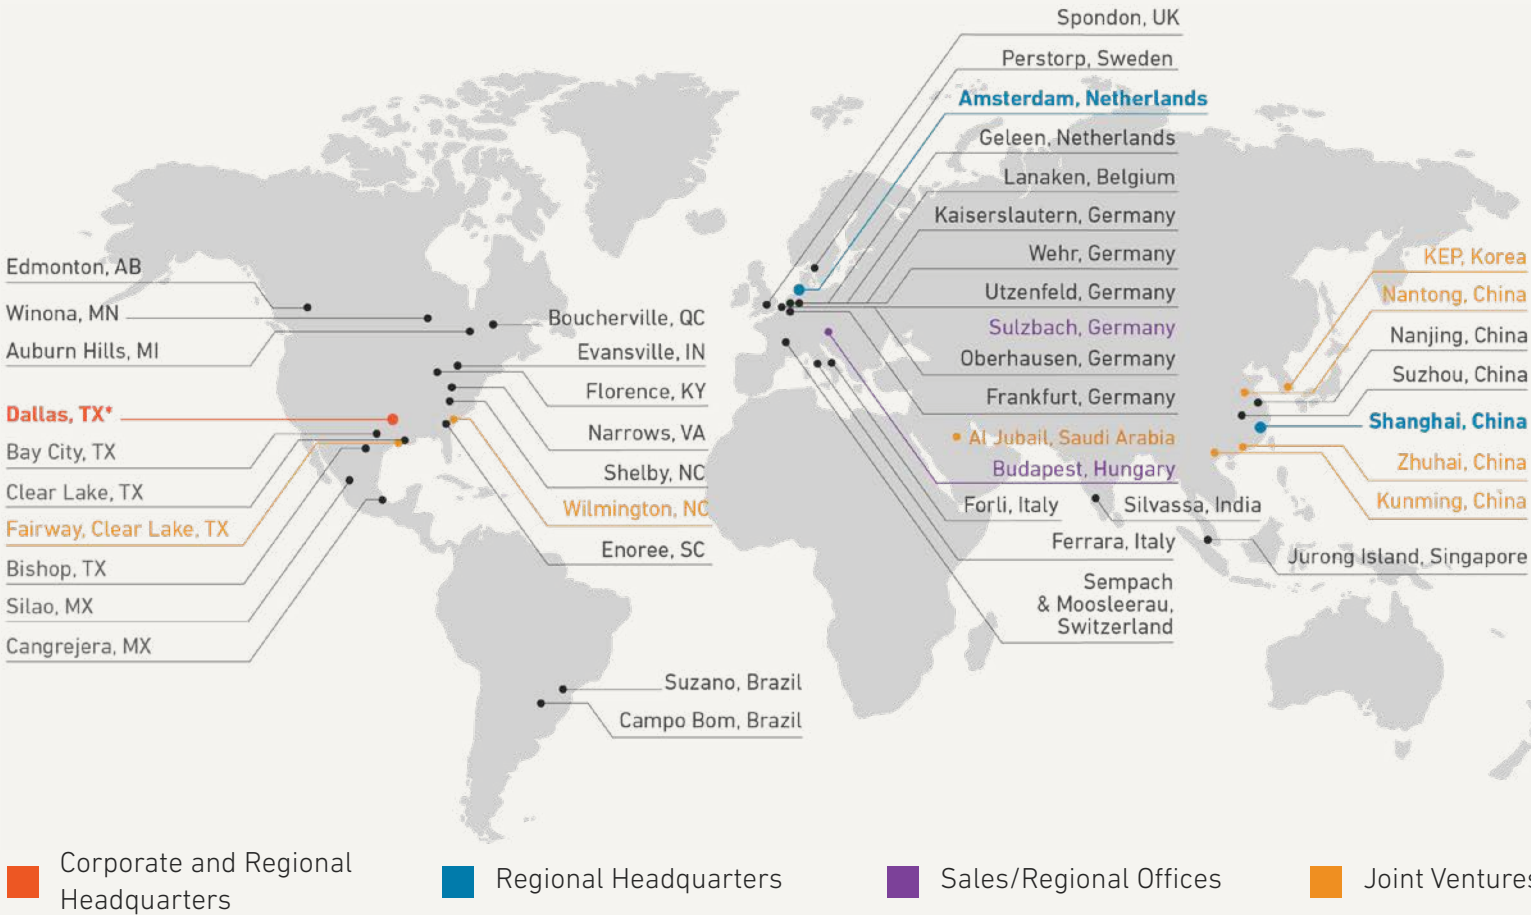 Spondon, UK
Perstorp, Sweden
Amsterdam, Netherlands
Geleen, Netherlands
Lanaken, Belgium
Kaiserslautern, Germany
Wehr, Germany
Utzenfeld, Germany
Sulzbach, Germany
Oberhausen, Germany
Frankfurt, Germany
Al Jubail, Saudi Arabia
Budapest, Hungary
Forli, Italy
Silvassa, India
Ferrara, Italy
Sempach
& Moosleerau,
Switzerland
Edmonton, AB
Winona, MN
Auburn Hills, MI
Dallas, TX*
Bay City, TX
Clear Lake, TX
Fairway, Clear Lake, TX
Bishop, TX
Silao, MX
Cangrejera, MX
Boucherville, QC
Evansville, IN
Florence, KY
Narrows, VA
Shelby, NC
Wilmington, NC
Enoree, SC
Suzano, Brazil
Campo Bom, Brazil
KEP, Korea
Nantong, China
Nanjing, China
Suzhou, China
Shanghai, China
Zhuhai, China
Kunming, China
Jurong Island, Singapore
Corporate and Regional
Headquarters
Regional Headquarters
Sales/Regional Offices
Joint Ventures